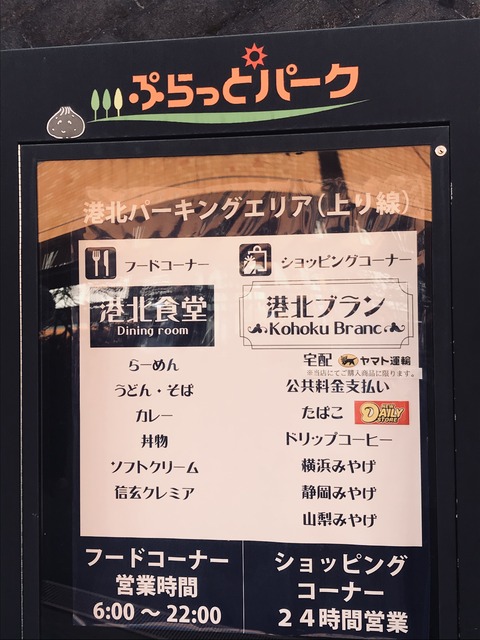 ぷらっとパーク
港北パーキングエリア(上り線)
フードコーナー
港北食堂
Dining room
らーめん
うどん・そば
カレー
丼物
ソフトクリーム
信玄クレミア
ショッピングコーナー
港北ブラン
Kohoku Branc
宅配 ヤマト運輸
※当店にてご購入商品に限ります。
公共料金支払い
たばこ NEW DAILY STORE
ドリップコーヒー
横浜みやげ
静岡みやげ
山梨みやげ
フードコーナー
営業時間
6:00 〜 22:00
ショッピング
コーナー
24時間営業